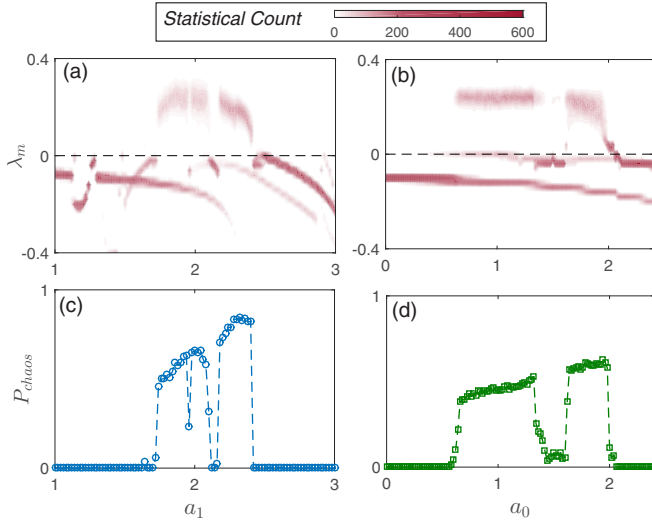 Statistical Count
0 200 400 600
(a)
(b)
0.4
0
-0.4
λm
1 2 3
0.4
0
-0.4
0 1 2
(c)
(d)
1
0
Pchaos
1 2 3
a1
1
0
0 1 2
a0